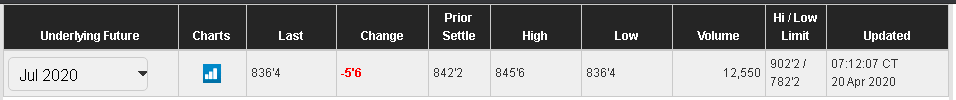 Underlying Future Charts Last Change Prior Settle High Low Volume Hi / Low Limit Updated
Jul 2020 836'4 -5'6 842'2 845'6 836'4 12,550 902'2 / 782'2 07:12:07 CT 20 Apr 2020